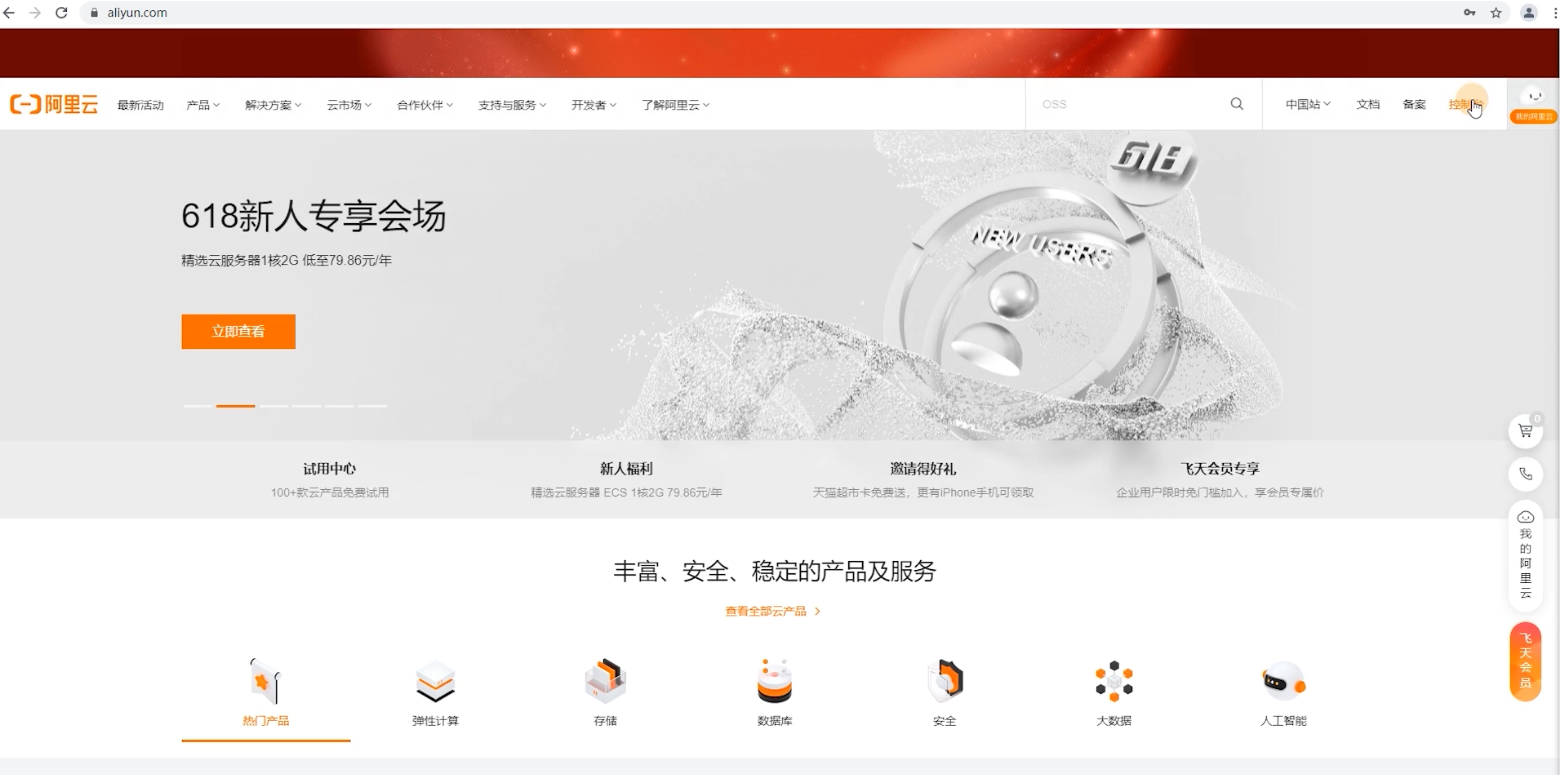 aliyun.com
阿里云 最新活动 产品 解决方案 云市场 合作伙伴 支持与服务 开发者 了解阿里云 OSS 中国站 文档 备案 控制
我的阿里云
618
NEW USERS
618新人专享会场
精选云服务器1核2G 低至79.86元/年
立即查看
0
试用中心 新人福利 邀请得好礼 飞天会员专享
100+款云产品免费试用 精选云服务器 ECS 1核2G 79.86元/年 天猫超市卡免费送，更有iPhone手机可领取 企业用户限时免门槛加入，享会员专属价
我的阿里云
丰富、安全、稳定的产品及服务
查看全部云产品 >
飞天会员
热门产品 弹性计算 存储 数据库 安全 大数据 人工智能